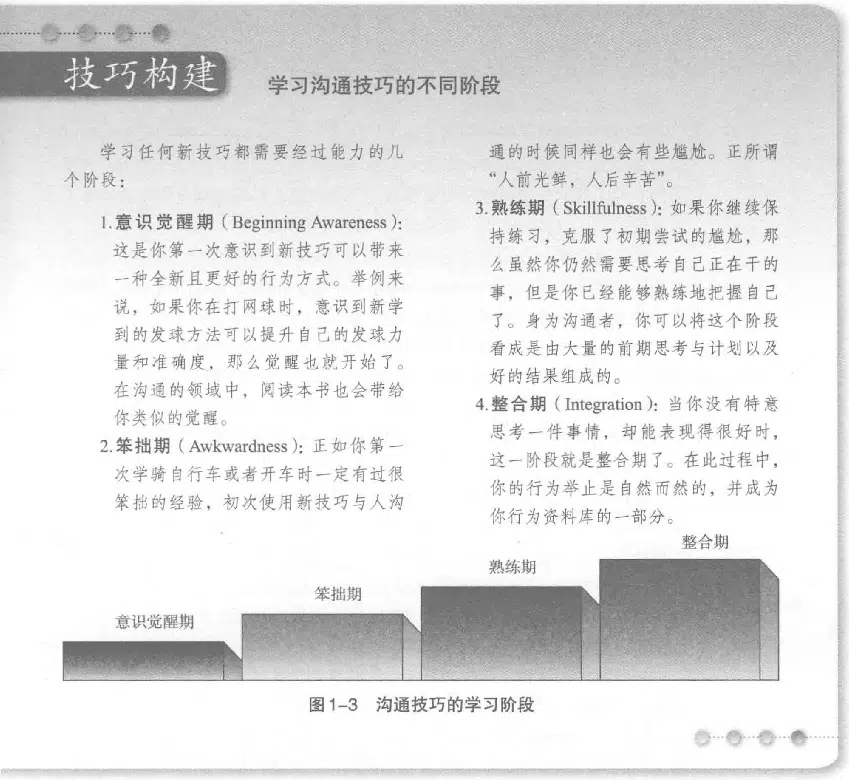 技巧构建
学习沟通技巧的不同阶段
学习任何新技巧都需要经过能力的几
个阶段：
1.意识觉醒期（Beginning Awareness）：
这是你第一次意识到新技巧可以带来
一种全新且更好的行为方式。举例来
说，如果你在打网球时，意识到新学
到的发球方法可以提升自己的发球力
量和准确度，那么觉醒也就开始了。
在沟通的领域中，阅读本书也会带给
你类似的觉醒。
2.笨拙期（Awkwardness）：正如你第一
次学骑自行车或者开车时一定有过很
笨拙的经验，初次使用新技巧与人沟
通的时候同样也会有些尴尬。正所谓
“人前光鲜，人后辛苦”。
3.熟练期（Skillfulness）：如果你继续保
持练习，克服了初期尝试的尴尬，那
么虽然你仍然需要思考自己正在干的
事，但是你已经能够熟练地把握自己
了。身为沟通者，你可以将这个阶段
看成是由大量的前期思考与计划以及
好的结果组成的。
4.整合期（Integration）：当你没有特意
思考一件事情，却能表现得很好时，
这一阶段就是整合期了。在此过程中，
你的行为举止是自然而然的，并成为
你行为资料库的一部分。
意识觉醒期
笨拙期
熟练期
整合期
图1-3 沟通技巧的学习阶段